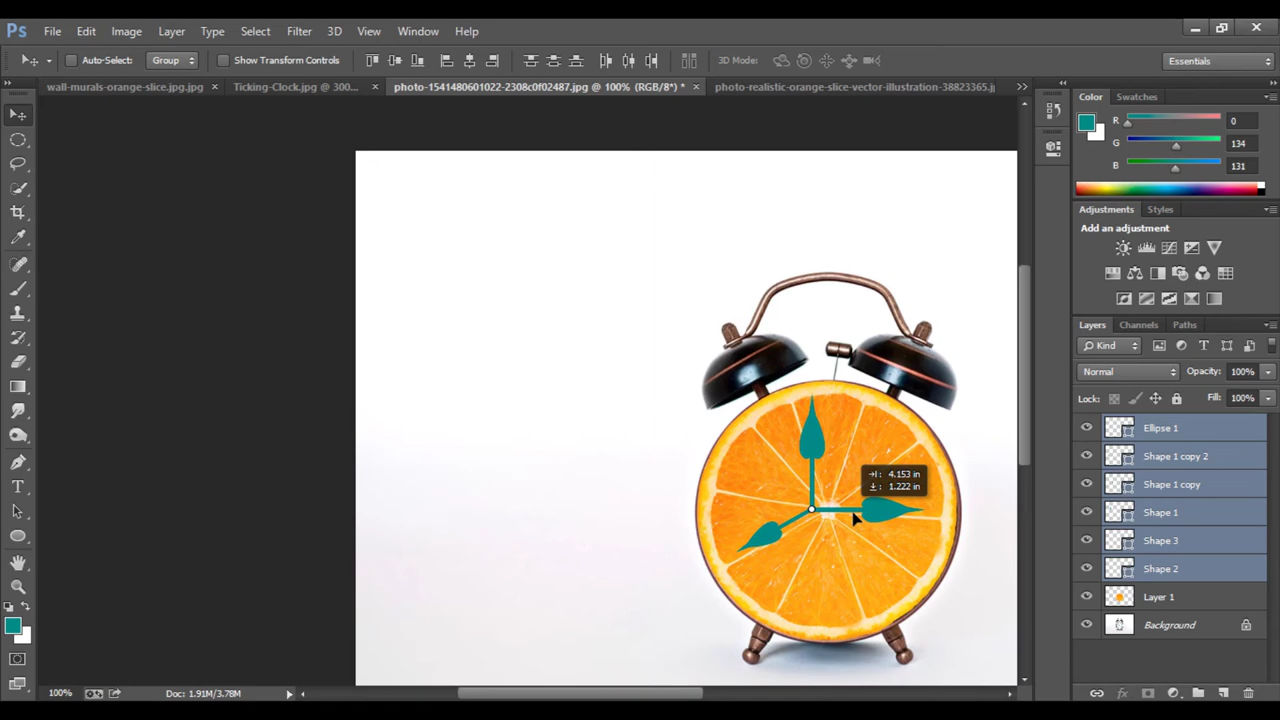 Ps File Edit Image Layer Type Select Filter 3D View Window Help
Auto-Select: Group Show Transform Controls 3D Mode: Essentials
wall-murals-orange-slice.jpg.jpg × Ticking-Clock.jpg @ 300... × photo-1541480601022-2308c0f02487.jpg @ 100% (RGB/8*) * × photo-realistic-orange-slice-vector-illustration-38823365.j
Color Swatches
R 0
G 134
B 131
Adjustments Styles
Add an adjustment
Layers Channels Paths
Kind
Normal Opacity: 100%
Lock: Fill: 100%
Ellipse 1
Shape 1 copy 2
Shape 1 copy
Shape 1
Shape 3
Shape 2
Layer 1
Background
4.153 in
1.222 in
100% Doc: 1.91M/3.78M